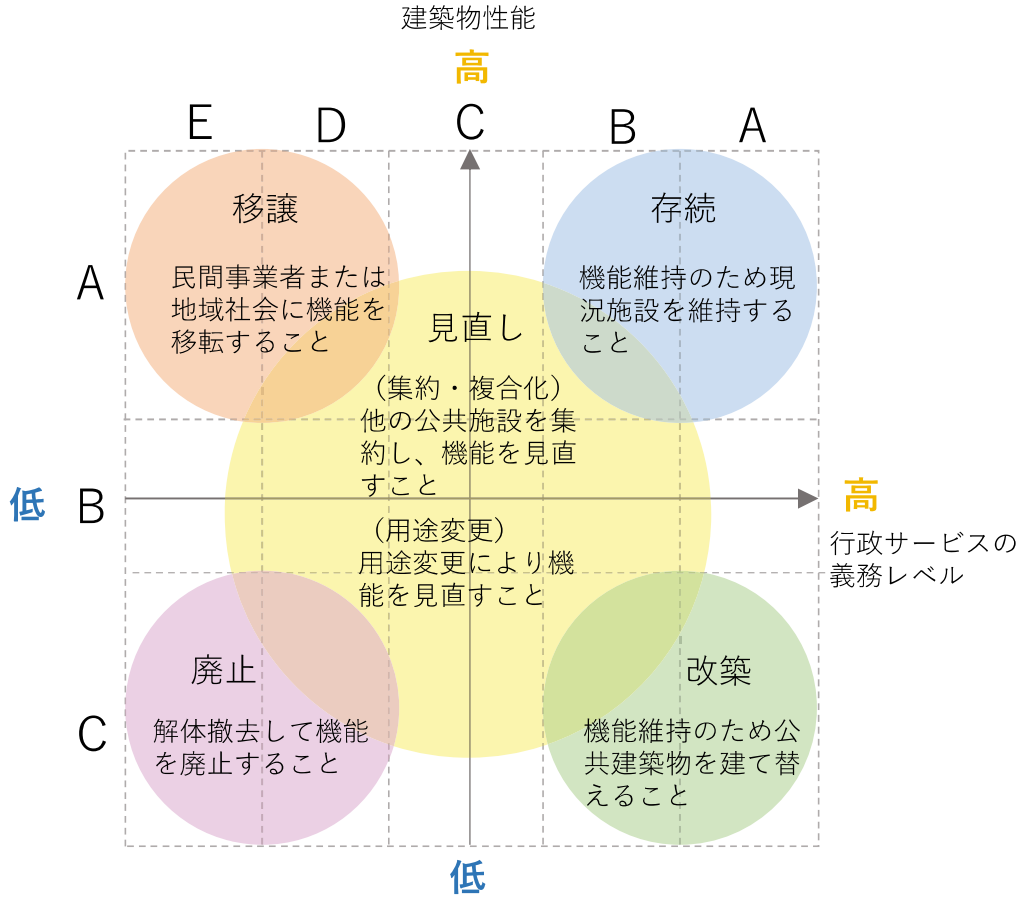 建築物性能
高
E D C B A
移譲
民間事業者または
地域社会に機能を
移転すること
存続
機能維持のため現
況施設を維持する
こと
A
見直し
（集約・複合化）
他の公共施設を集
約し、機能を見直
すこと
低
B
高
行政サービスの
義務レベル
（用途変更）
用途変更により機
能を見直すこと
廃止
解体撤去して機能
を廃止すること
C
改築
機能維持のため公
共建築物を建て替
えること
低